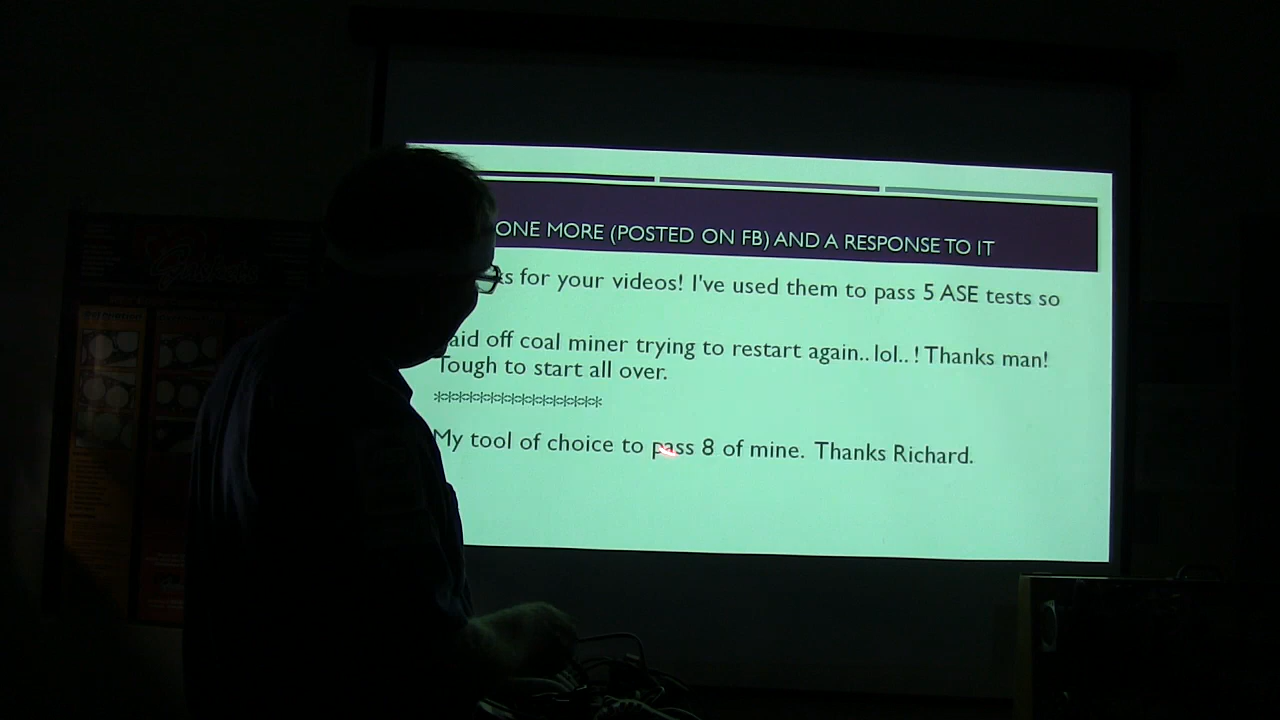 ONE MORE (POSTED ON FB) AND A RESPONSE TO IT
for your videos! I've used them to pass 5 ASE tests so
off coal miner trying to restart again.. lol.. ! Thanks man!
Tough to start all over.
******************
My tool of choice to pass 8 of mine. Thanks Richard.